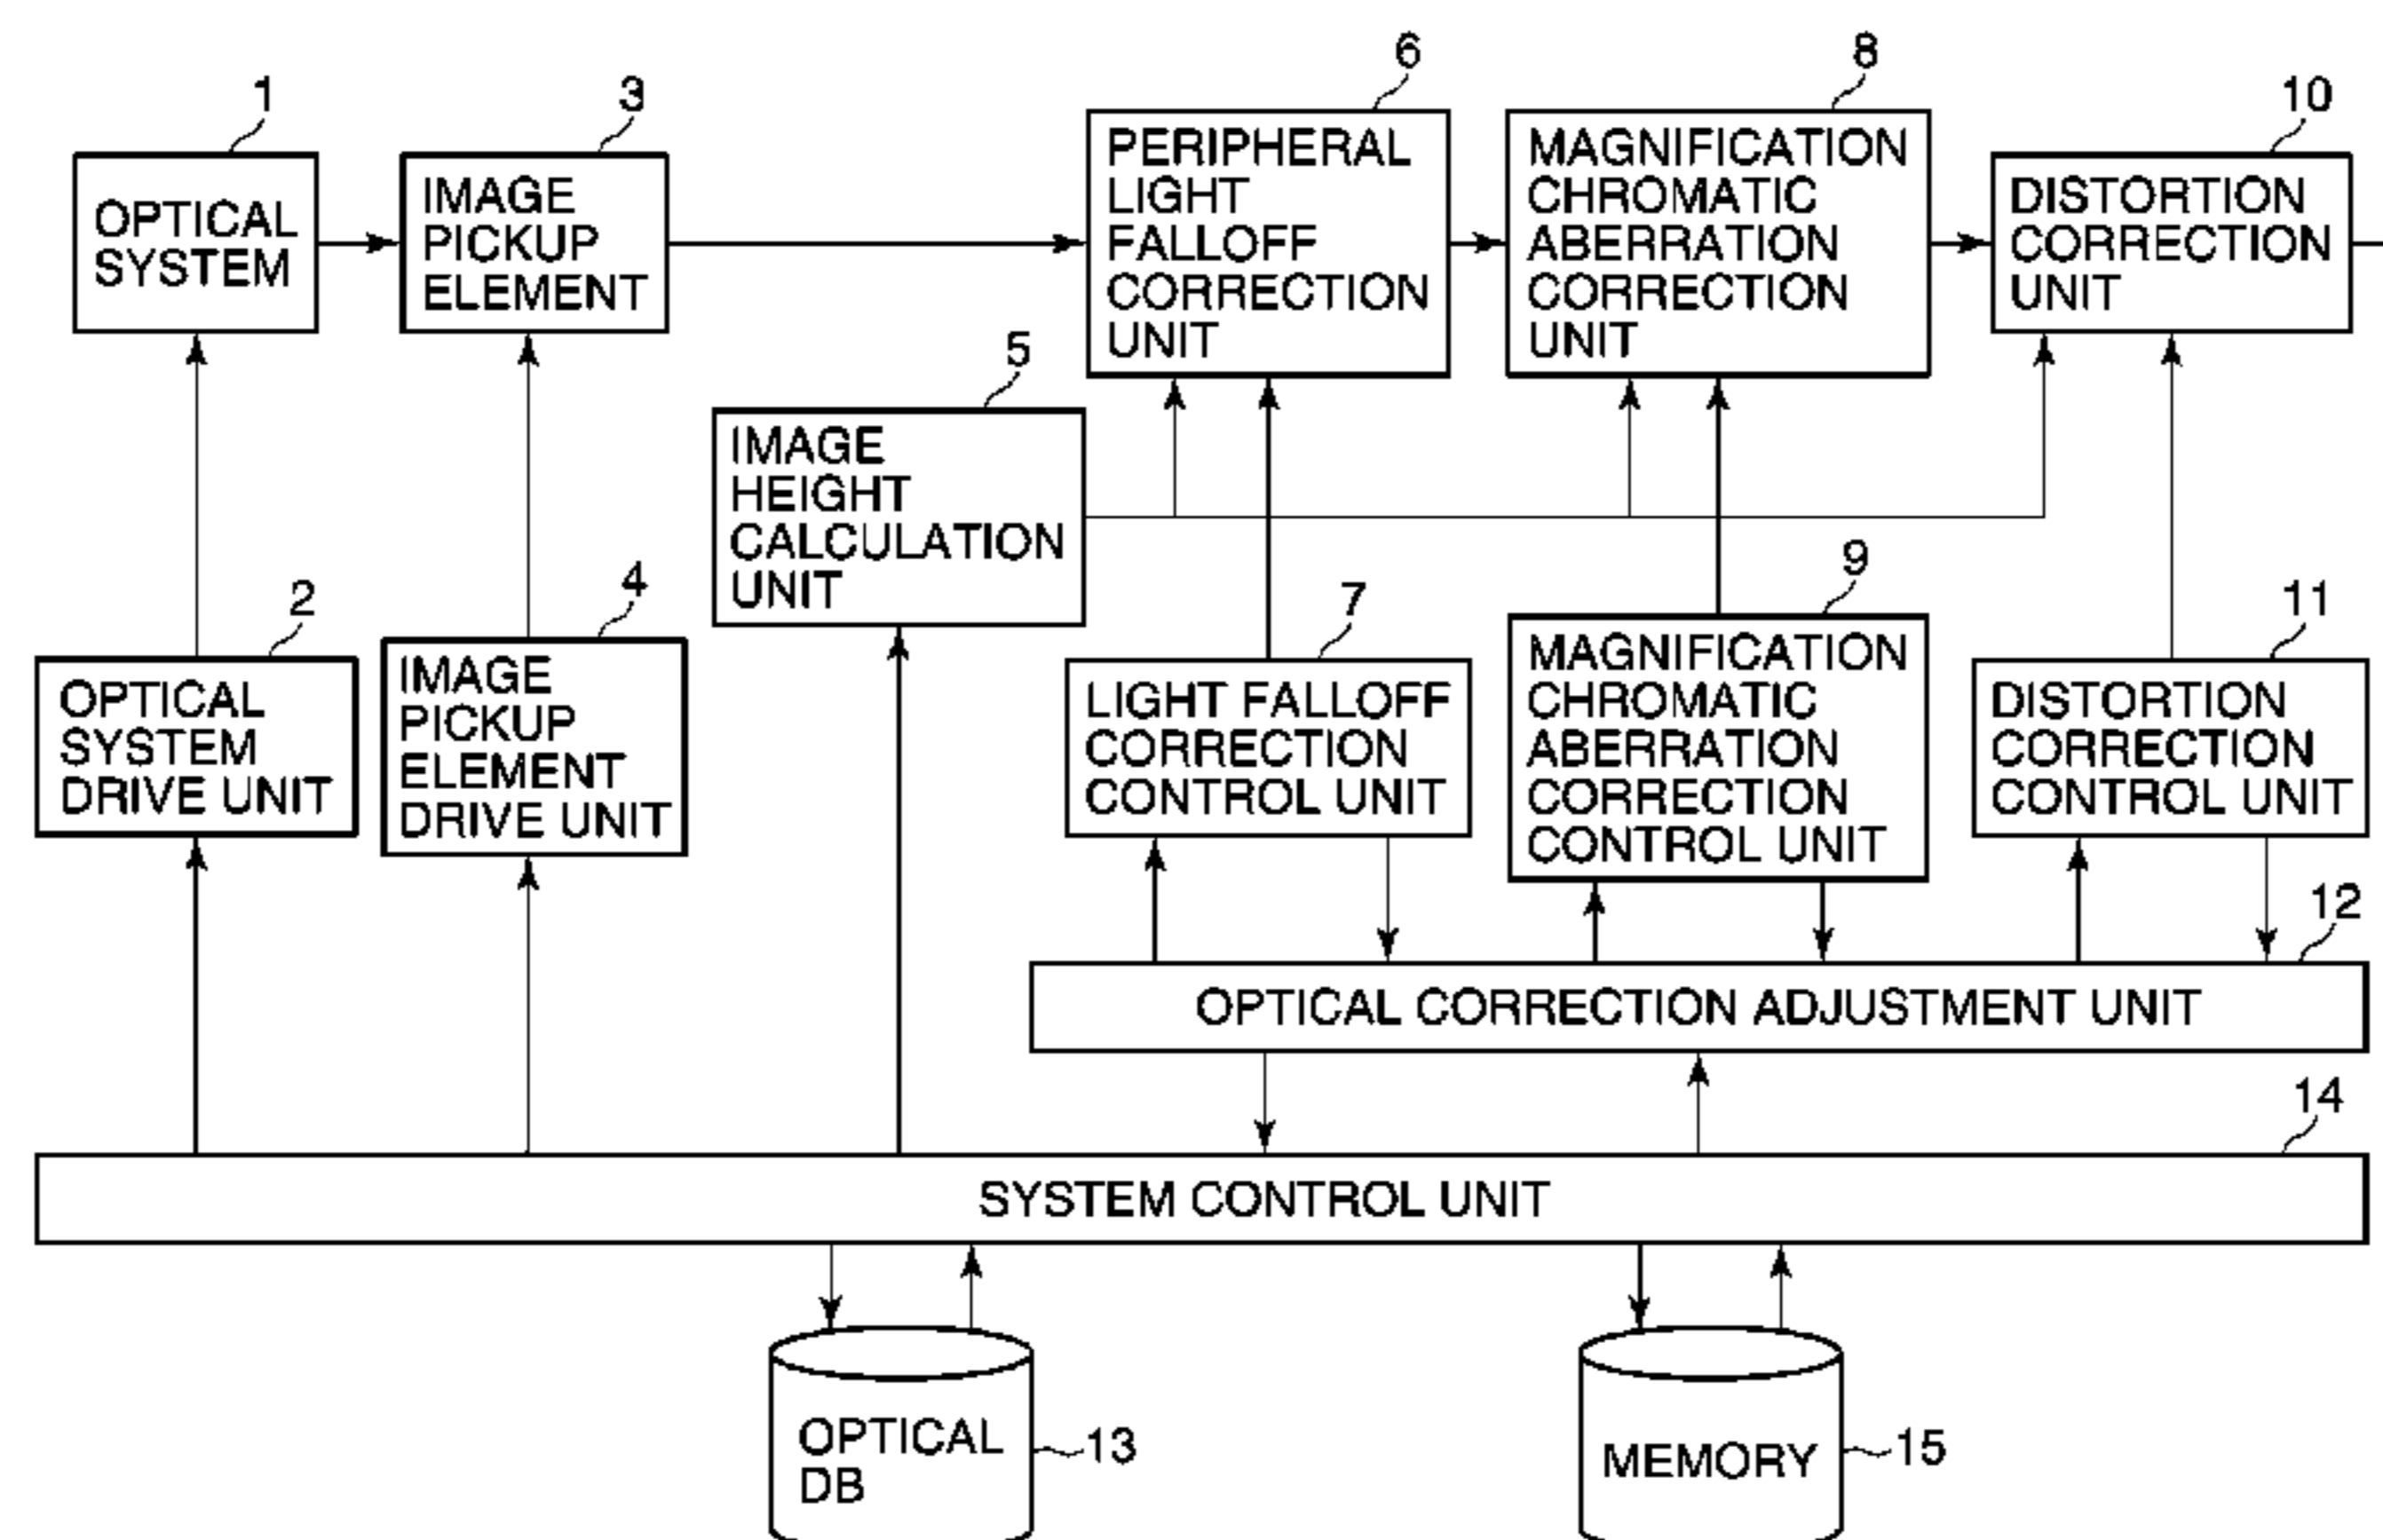 1
OPTICAL
SYSTEM
3
IMAGE
PICKUP
ELEMENT
6
PERIPHERAL
LIGHT
FALLOFF
CORRECTION
UNIT
8
MAGNIFICATION
CHROMATIC
ABERRATION
CORRECTION
UNIT
10
DISTORTION
CORRECTION
UNIT
5
IMAGE
HEIGHT
CALCULATION
UNIT
2
OPTICAL
SYSTEM
DRIVE UNIT
4
IMAGE
PICKUP
ELEMENT
DRIVE UNIT
7
LIGHT FALLOFF
CORRECTION
CONTROL UNIT
9
MAGNIFICATION
CHROMATIC
ABERRATION
CORRECTION
CONTROL UNIT
11
DISTORTION
CORRECTION
CONTROL UNIT
12
OPTICAL CORRECTION ADJUSTMENT UNIT
14
SYSTEM CONTROL UNIT
OPTICAL
DB
13
MEMORY
15